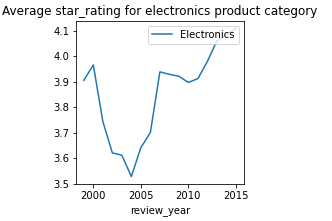 Average star_rating for electronics product category
Electronics
4.1
4.0
3.9
3.8
3.7
3.6
3.5
2000 2005 2010 2015
review_year